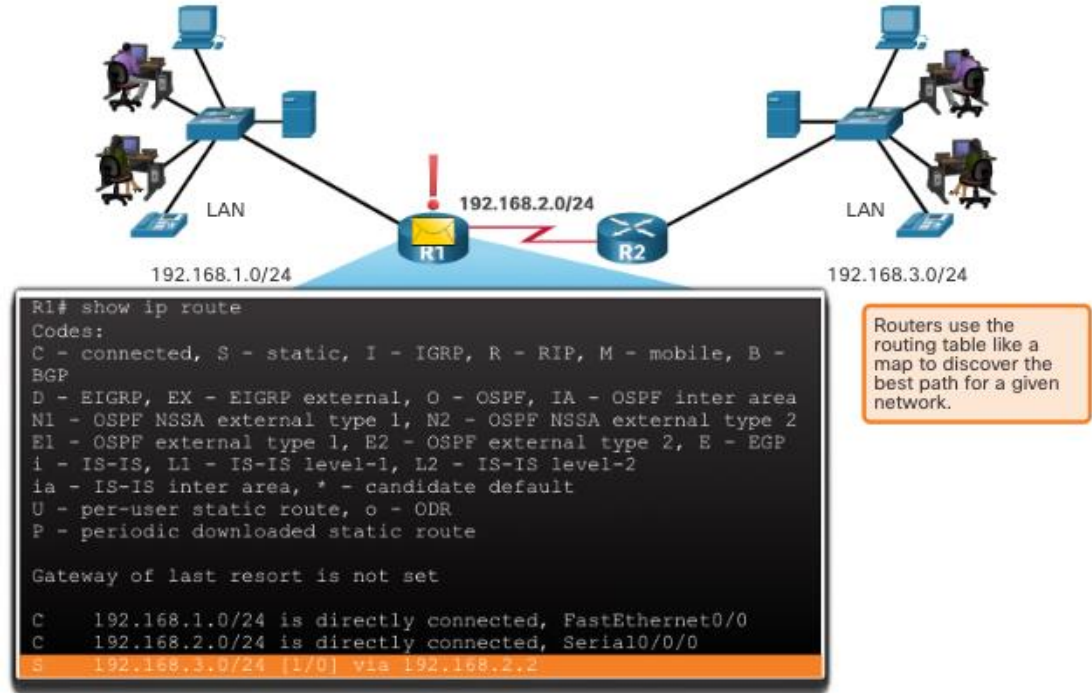 192.168.2.0/24
LAN
LAN
R1
R2
192.168.1.0/24
192.168.3.0/24
R1# show ip route
Codes:
C - connected, S - static, I - IGRP, R - RIP, M - mobile, B -
BGP
D - EIGRP, EX - EIGRP external, O - OSPF, IA - OSPF inter area
N1 - OSPF NSSA external type 1, N2 - OSPF NSSA external type 2
E1 - OSPF external type 1, E2 - OSPF external type 2, E - EGP
i - IS-IS, L1 - IS-IS level-1, L2 - IS-IS level-2
ia - IS-IS inter area, * - candidate default
U - per-user static route, o - ODR
P - periodic downloaded static route
Gateway of last resort is not set
C 192.168.1.0/24 is directly connected, FastEthernet0/0
C 192.168.2.0/24 is directly connected, Serial0/0/0
S 192.168.3.0/24 [1/0] via 192.168.2.2
Routers use the
routing table like a
map to discover the
best path for a given
network.